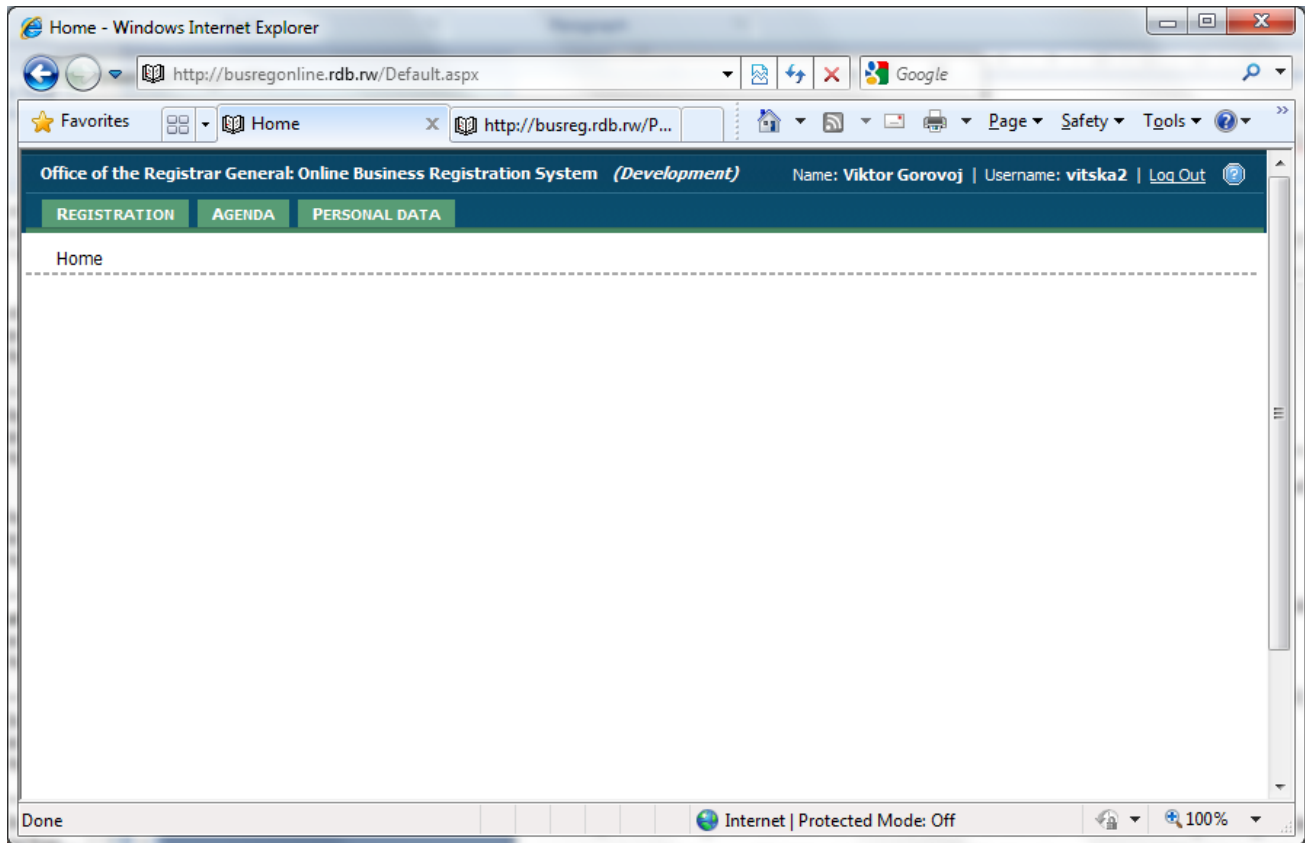 Home - Windows Internet Explorer
http://busregonline.rdb.rw/Default.aspx
Google
Favorites
Home
http://busreg.rdb.rw/P...
Page
Safety
Tools
Office of the Registrar General: Online Business Registration System (Development)
Name: Viktor Gorovoj | Username: vitska2 | Log Out
REGISTRATION AGENDA PERSONAL DATA
Home
Done
Internet | Protected Mode: Off
100%